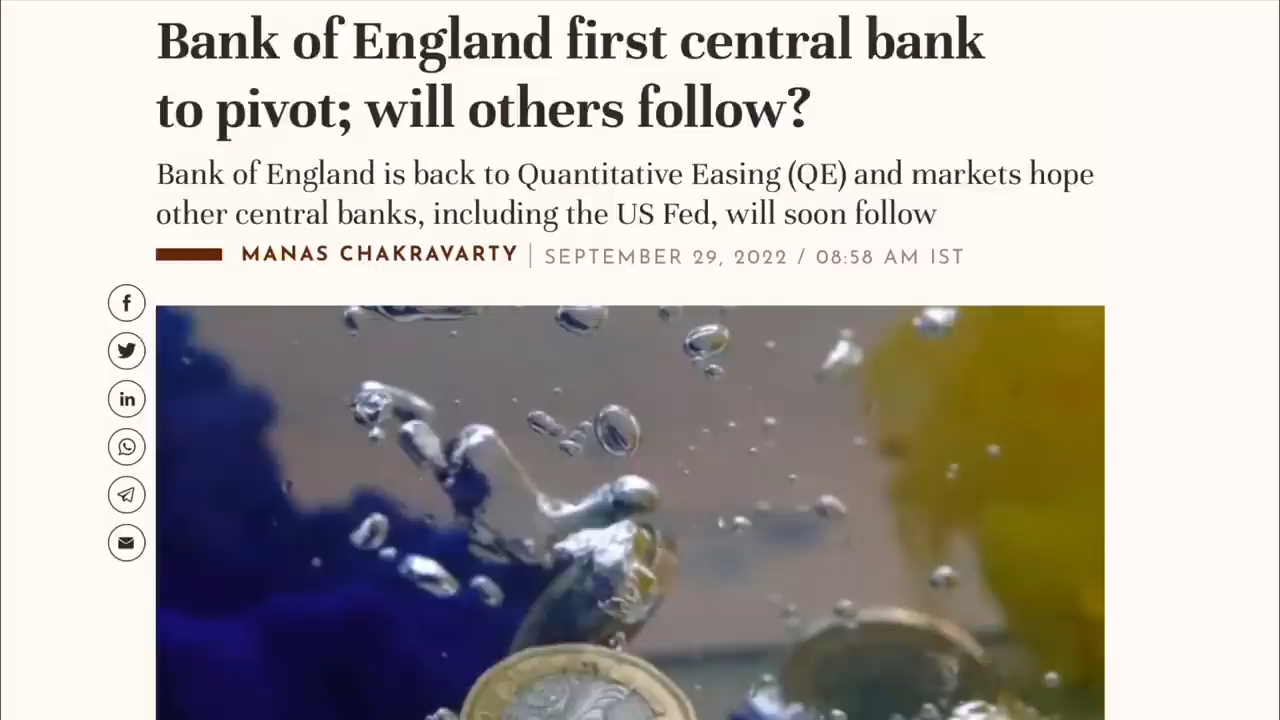 Bank of England first central bank
to pivot; will others follow?
Bank of England is back to Quantitative Easing (QE) and markets hope
other central banks, including the US Fed, will soon follow
MANAS CHAKRAVARTY | SEPTEMBER 29, 2022 / 08:58 AM IST
f
in